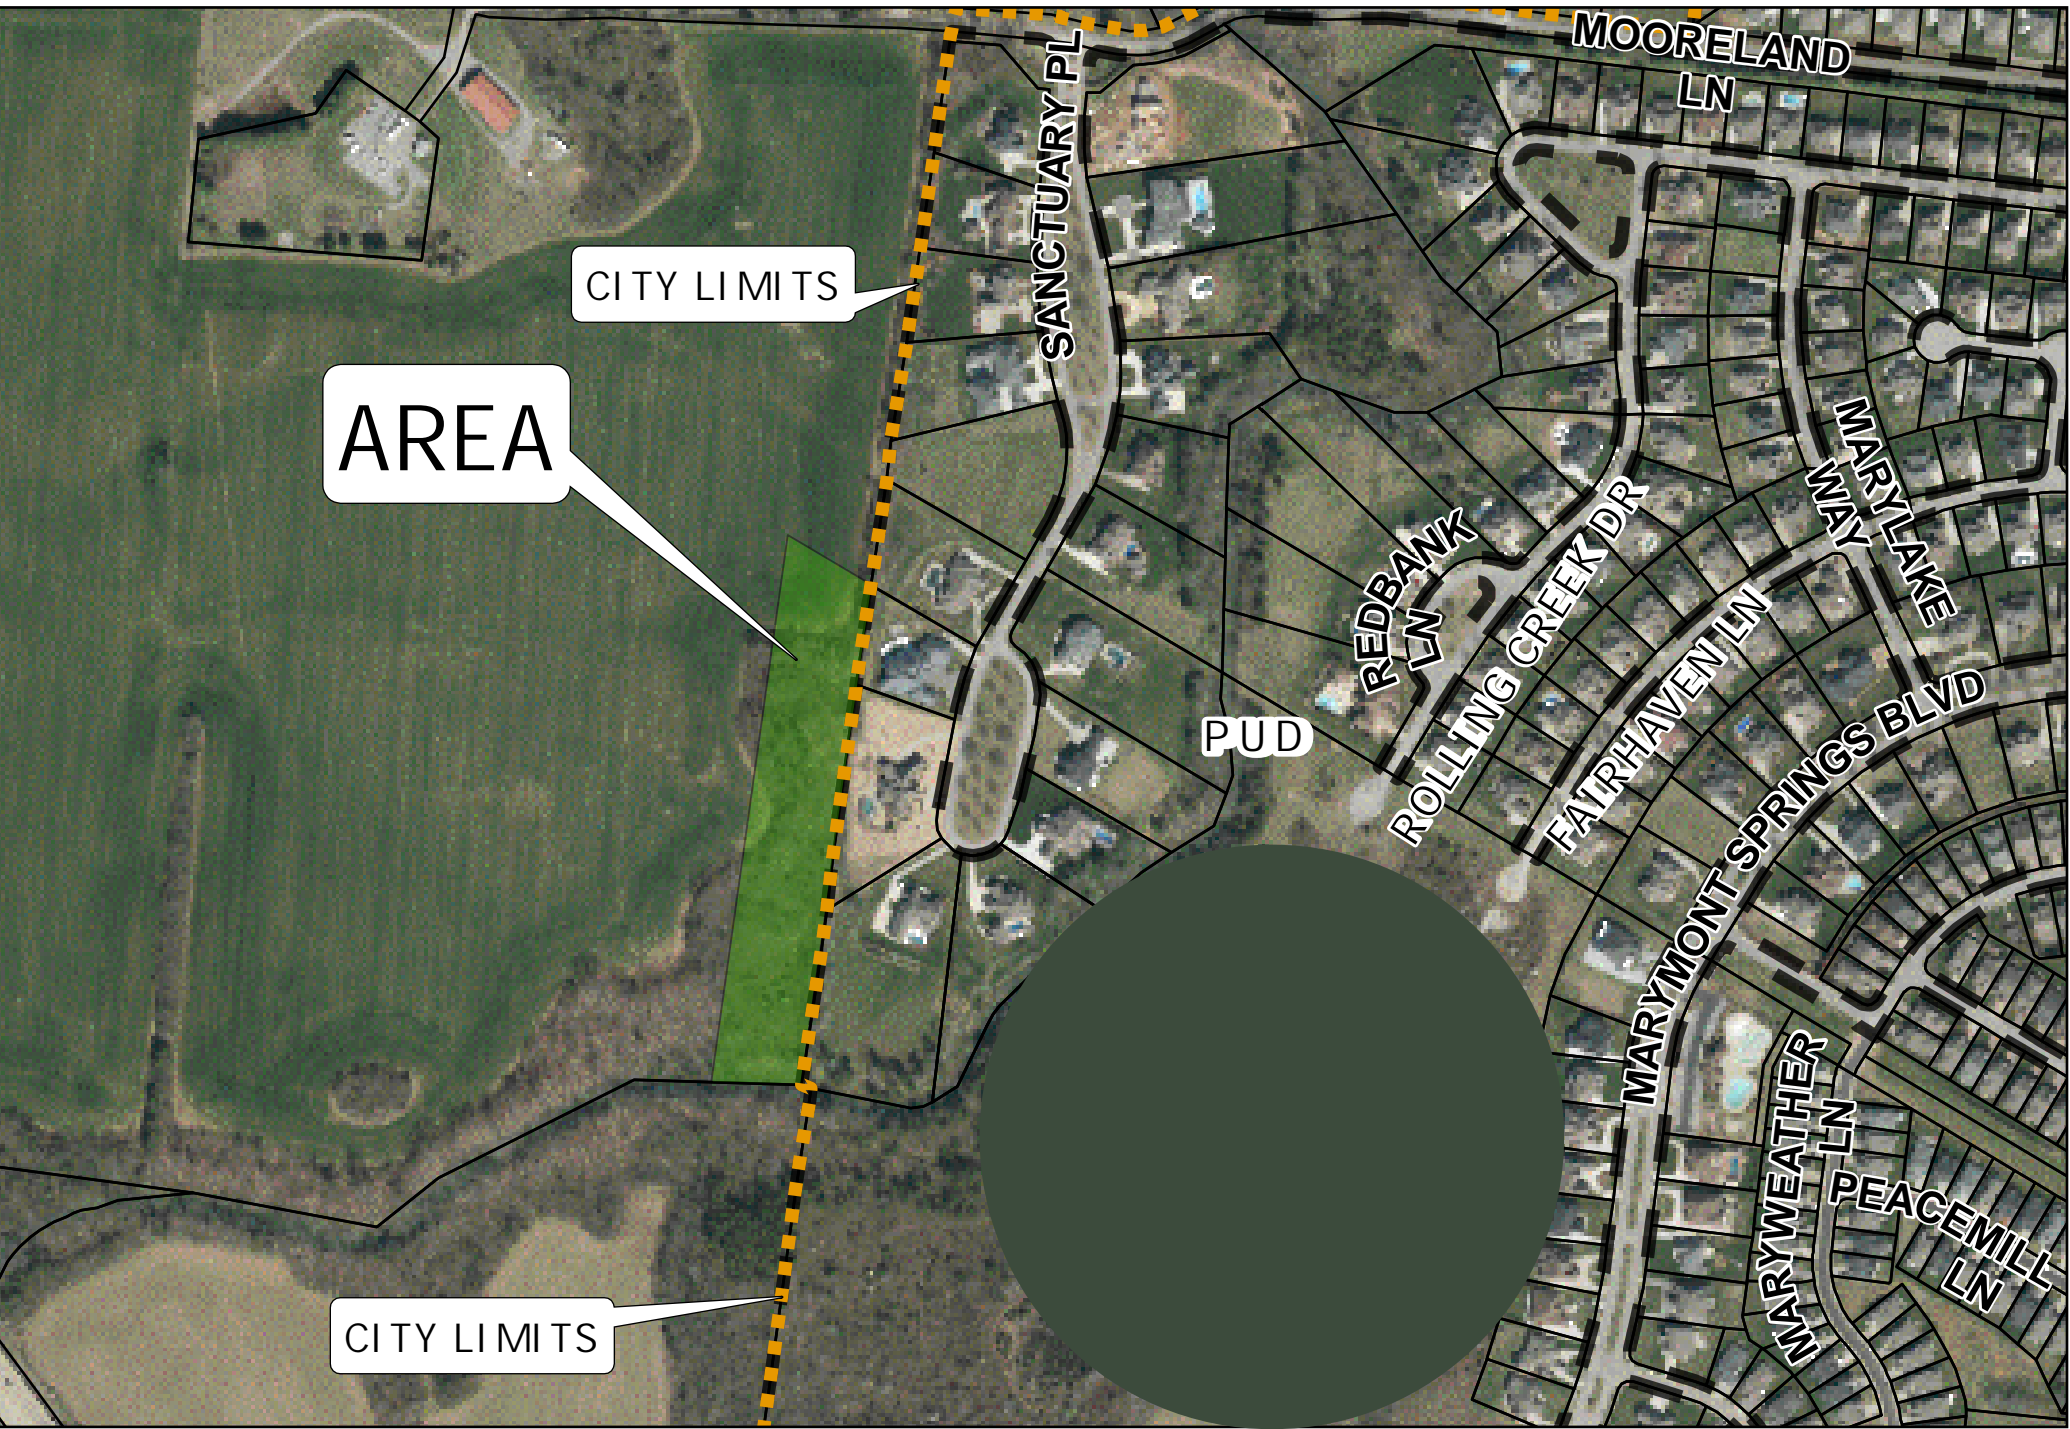 MOORELAND
LN
SANCTUARY PL
CITY LIMITS
AREA
MARYLAKE
WAY
REDBANK
LN
ROLLING CREEK DR
FAIRHAVEN LN
PUD
MARYMONT SPRINGS BLVD
MARYWEATHER
LN
PEACEMILL
LN
CITY LIMITS